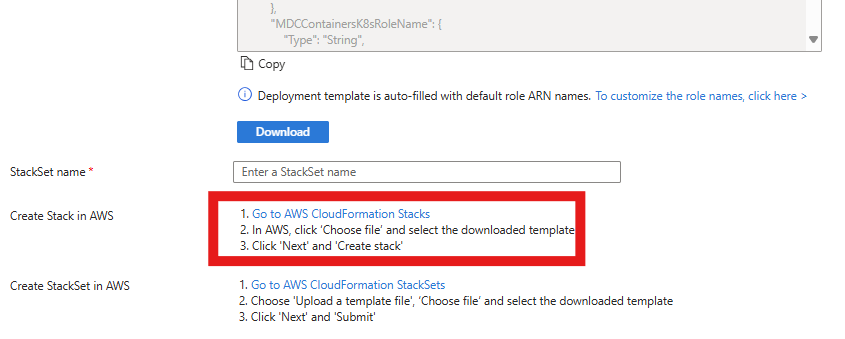 },
"MDCContainersK8sRoleName": {
"Type": "String",
Copy
Deployment template is auto-filled with default role ARN names. To customize the role names, click here >
Download
StackSet name *
Enter a StackSet name
Create Stack in AWS
1. Go to AWS CloudFormation Stacks
2. In AWS, click 'Choose file' and select the downloaded template
3. Click 'Next' and 'Create stack'
Create StackSet in AWS
1. Go to AWS CloudFormation StackSets
2. Choose 'Upload a template file', 'Choose file' and select the downloaded template
3. Click 'Next' and 'Submit'